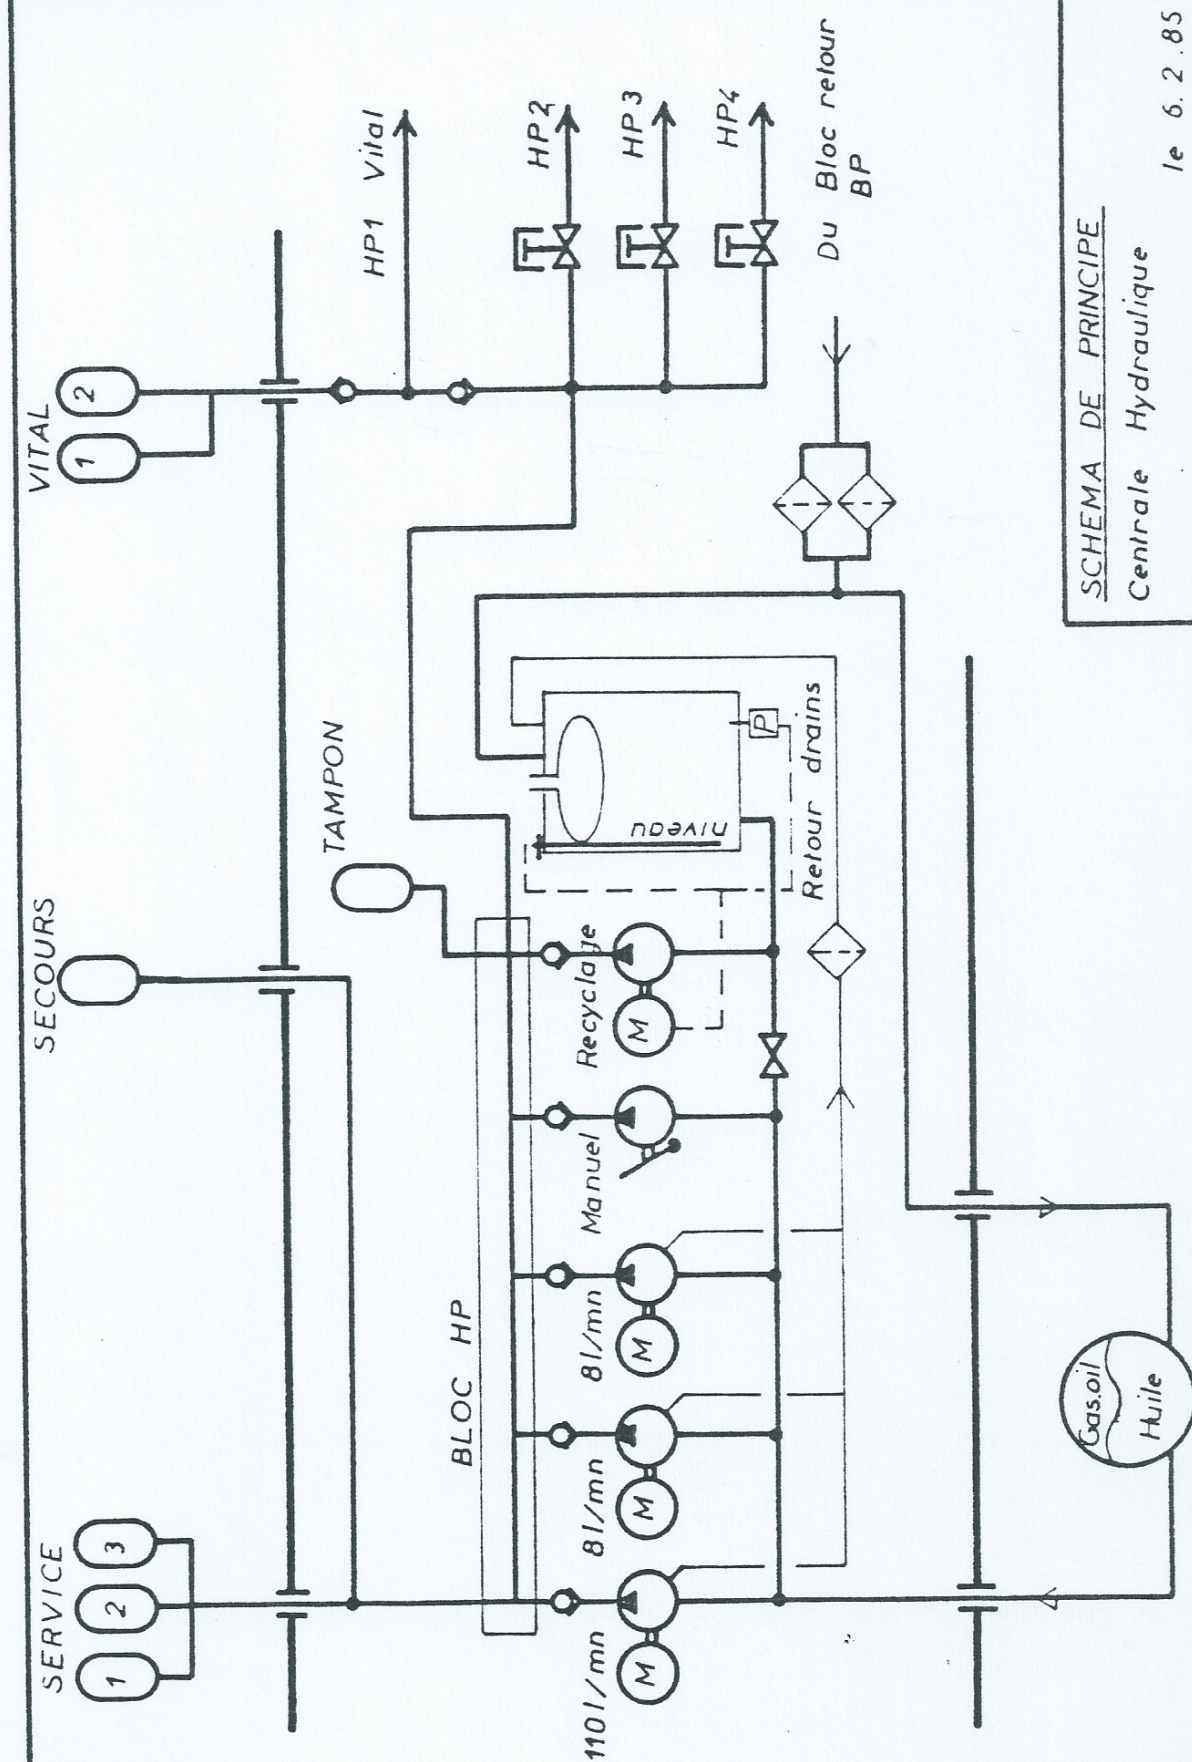 SERVICE
1
2
3
SECOURS
VITAL
1
2
TAMPON
HP1 Vital
HP2
HP3
HP4
BLOC HP
110l/mn
8l/mn
8l/mn
Manuel
Recyclage
M
M
M
M
niveau
P
Retour drains
Du Bloc retour
BP
Gas.oil
Huile
SCHEMA DE PRINCIPE
Centrale Hydraulique
le 6.2.85